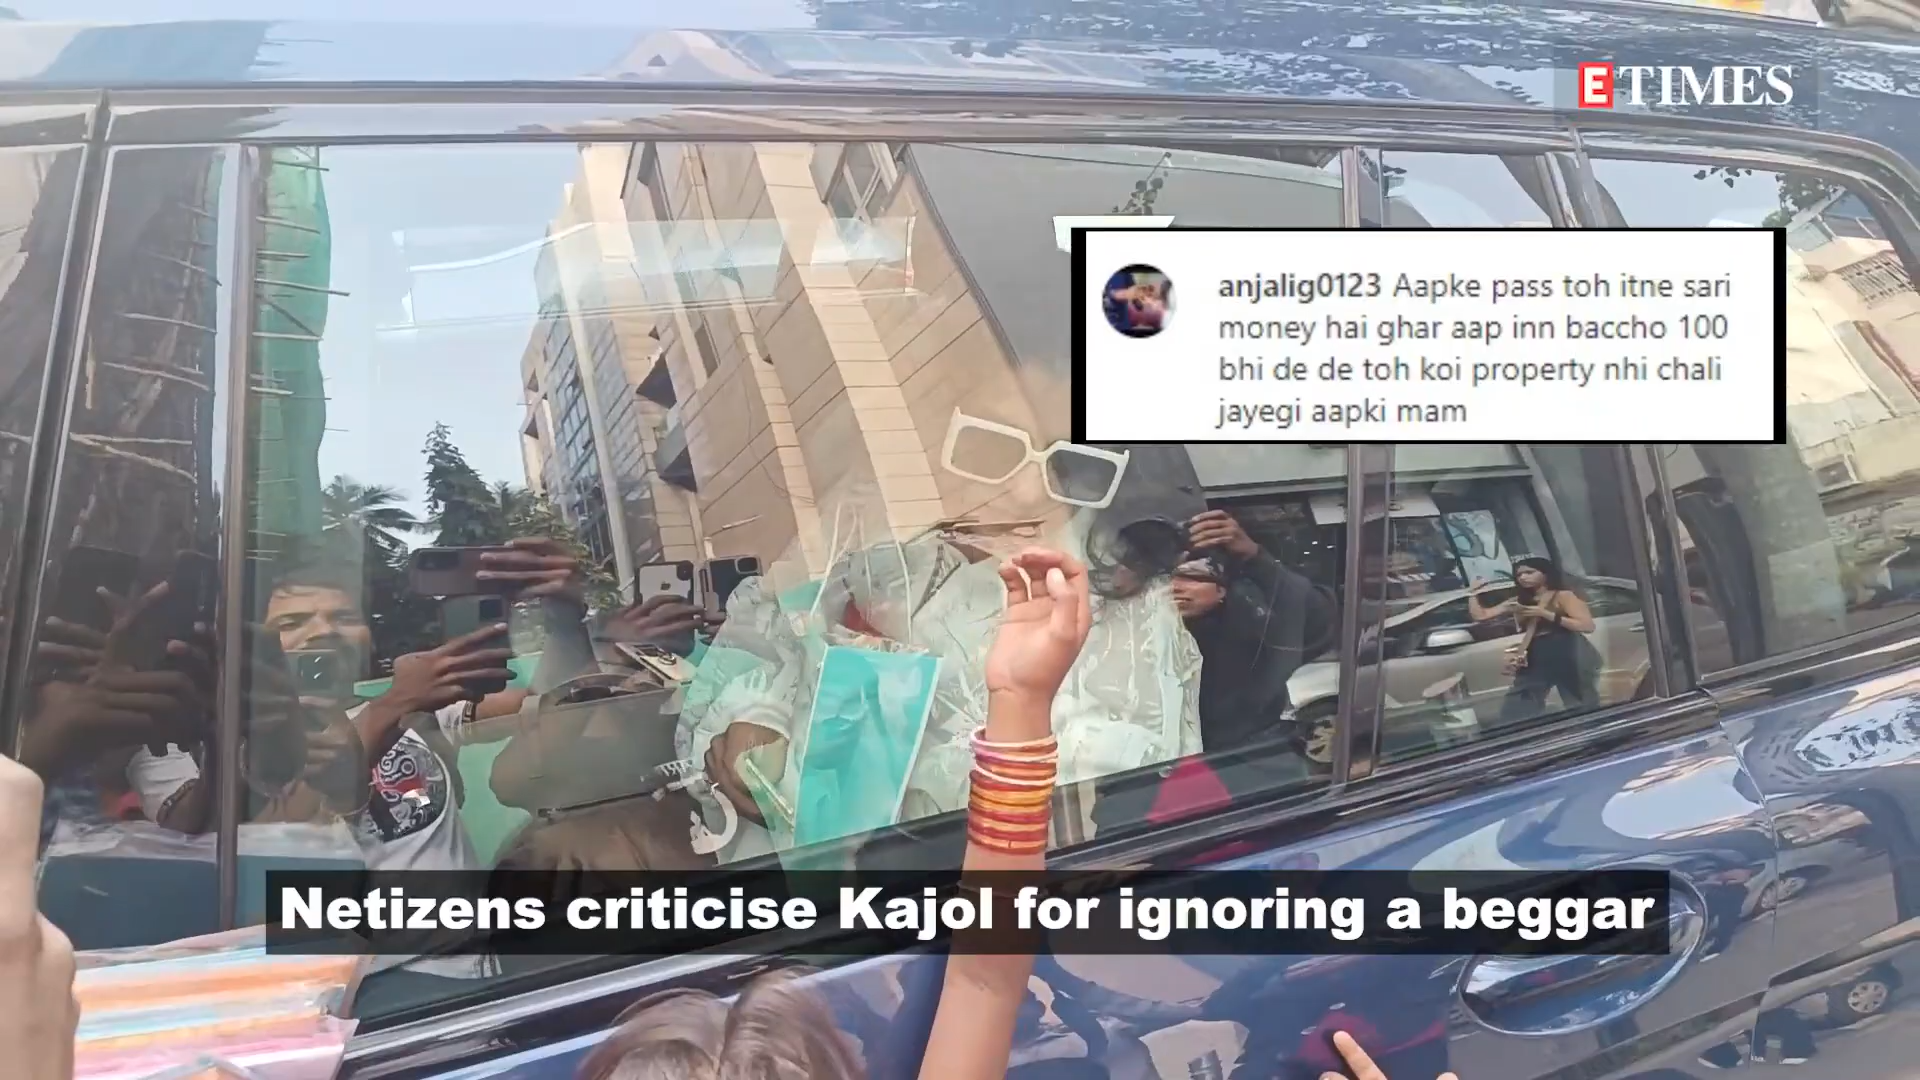 ETIMES
anjalig0123 Aapke pass toh itne sari
money hai ghar aap inn baccho 100
bhi de de toh koi property nhi chali
jayegi aapki mam
Netizens criticise Kajol for ignoring a beggar